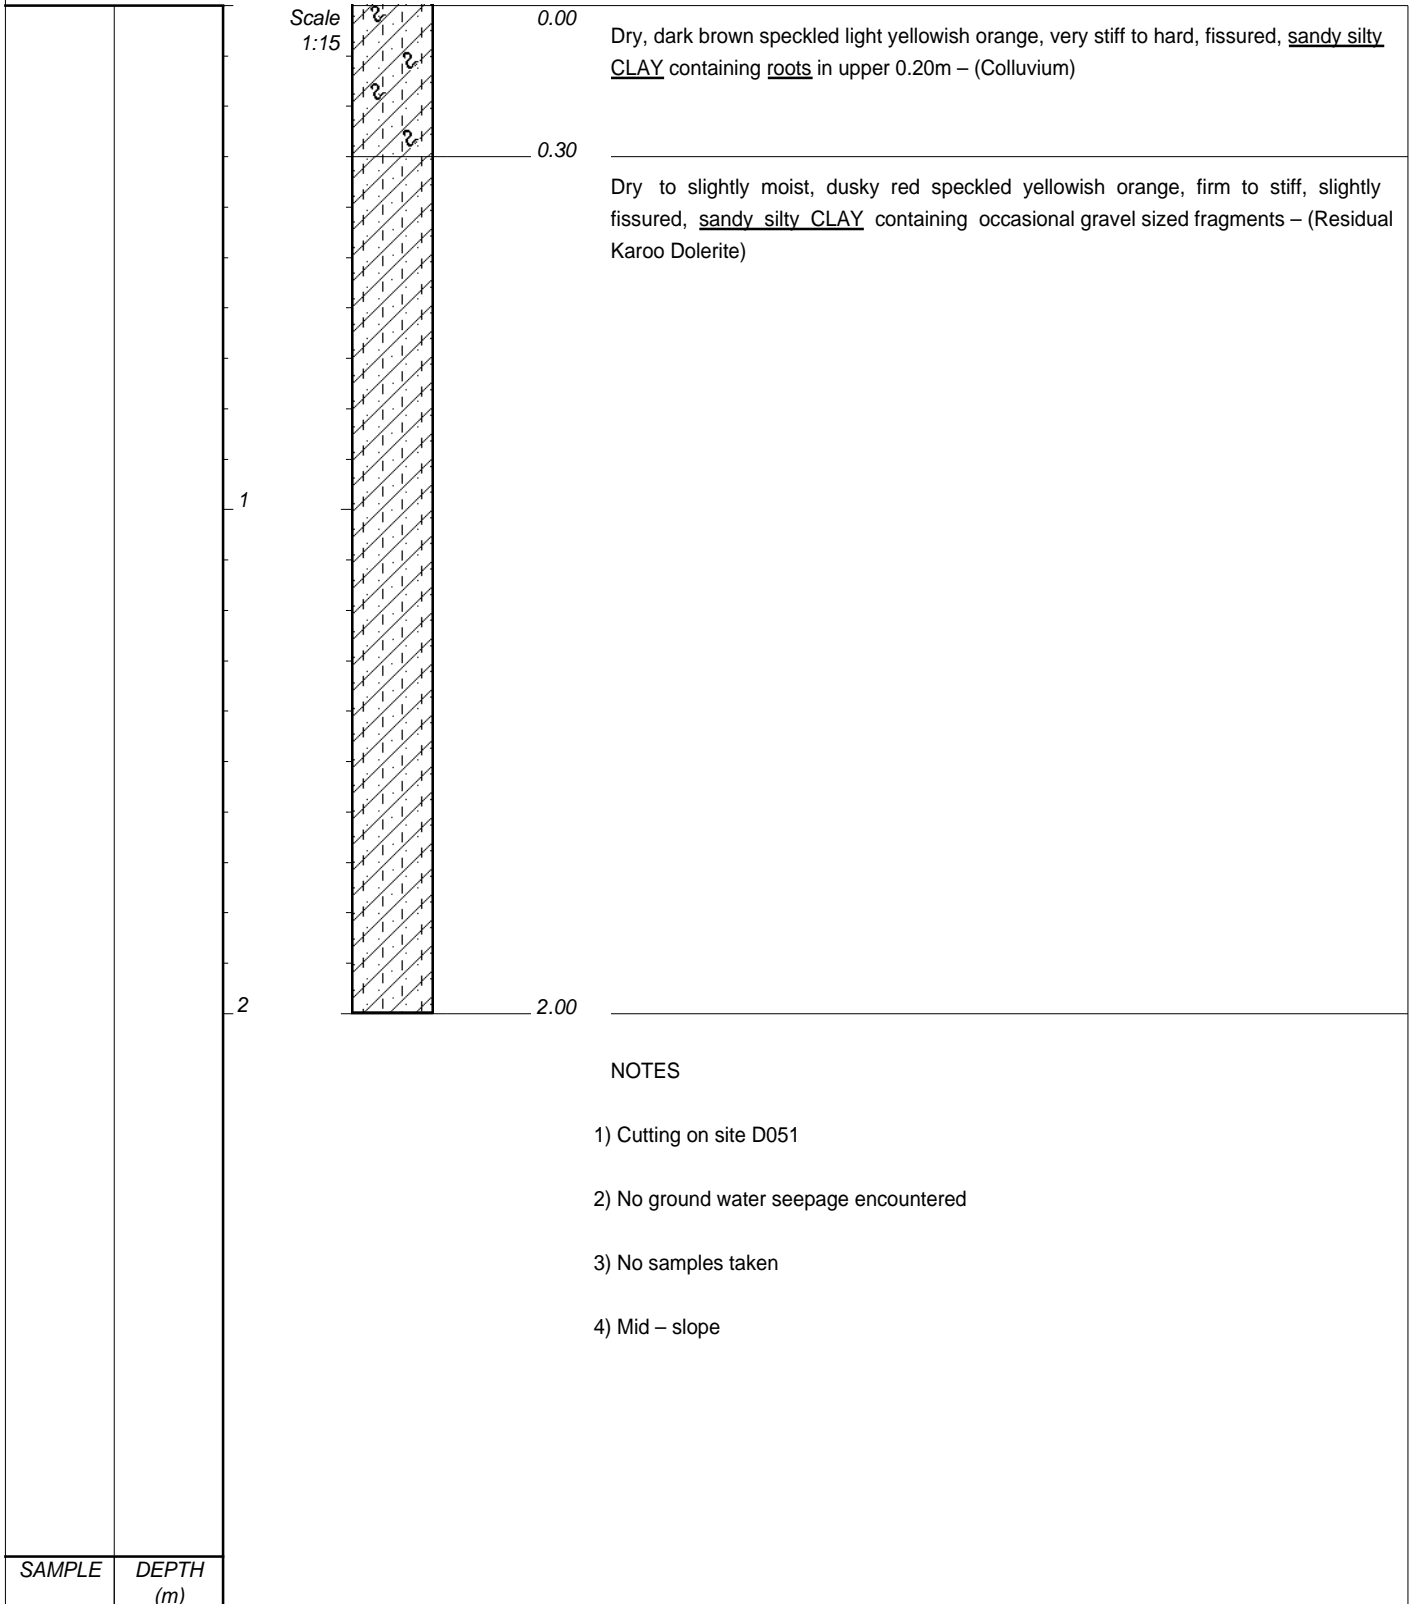 Scale
1:15
0.00
Dry, dark brown speckled light yellowish orange, very stiff to hard, fissured, sandy silty
CLAY containing roots in upper 0.20m – (Colluvium)
0.30
Dry to slightly moist, dusky red speckled yellowish orange, firm to stiff, slightly
fissured, sandy silty CLAY containing occasional gravel sized fragments – (Residual
Karoo Dolerite)
1
2
2.00
NOTES
1) Cutting on site D051
2) No ground water seepage encountered
3) No samples taken
4) Mid – slope
SAMPLE
DEPTH
(m)